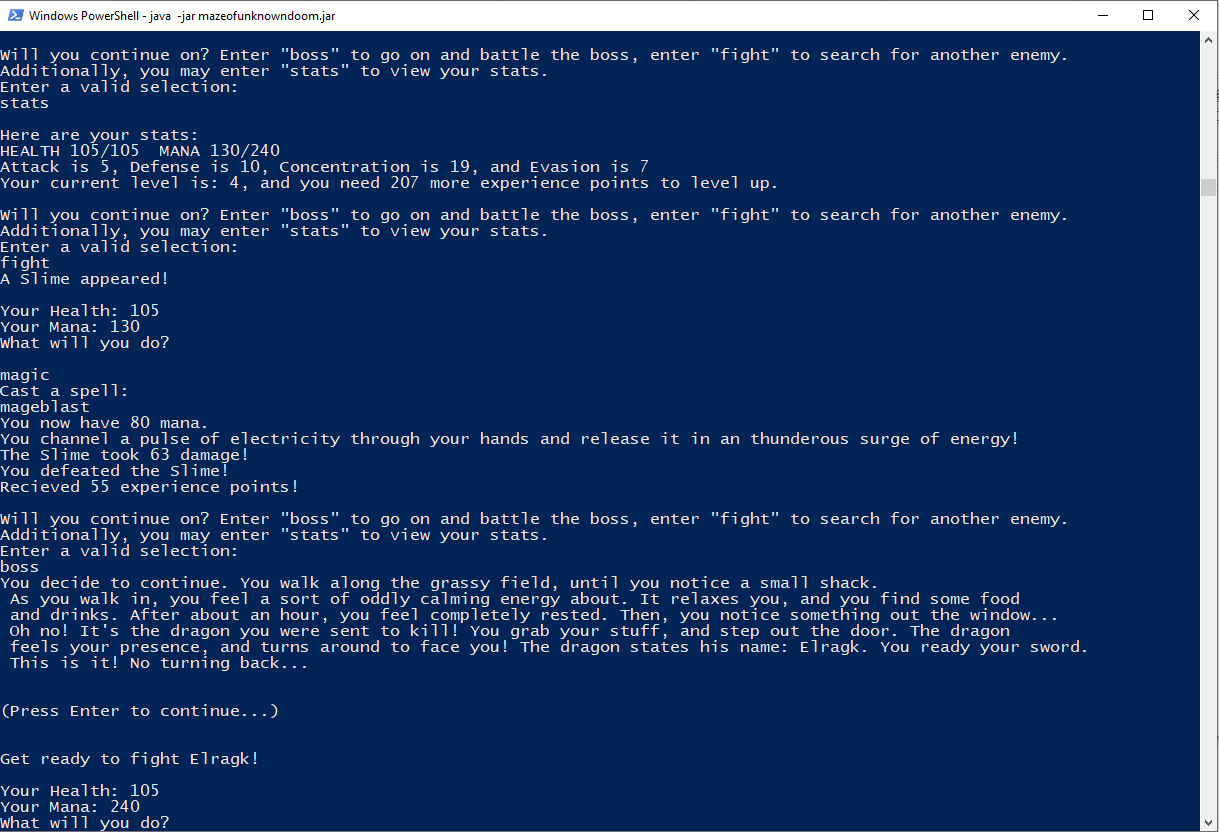 Windows PowerShell - java  -jar mazeofunknowndoom.jar
Will you continue on? Enter "boss" to go on and battle the boss, enter "fight" to search for another enemy.
Additionally, you may enter "stats" to view your stats.
Enter a valid selection:
stats
Here are your stats:
HEALTH 105/105  MANA 130/240
Attack is 5, Defense is 10, Concentration is 19, and Evasion is 7
Your current level is: 4, and you need 207 more experience points to level up.
Will you continue on? Enter "boss" to go on and battle the boss, enter "fight" to search for another enemy.
Additionally, you may enter "stats" to view your stats.
Enter a valid selection:
fight
A Slime appeared!
Your Health: 105
Your Mana: 130
What will you do?
magic
Cast a spell:
mageblast
You now have 80 mana.
You channel a pulse of electricity through your hands and release it in an thunderous surge of energy!
The Slime took 63 damage!
You defeated the Slime!
Recieved 55 experience points!
Will you continue on? Enter "boss" to go on and battle the boss, enter "fight" to search for another enemy.
Additionally, you may enter "stats" to view your stats.
Enter a valid selection:
boss
You decide to continue. You walk along the grassy field, until you notice a small shack.
As you walk in, you feel a sort of oddly calming energy about. It relaxes you, and you find some food
and drinks. After about an hour, you feel completely rested. Then, you notice something out the window...
Oh no! It's the dragon you were sent to kill! You grab your stuff, and step out the door. The dragon
feels your presence, and turns around to face you! The dragon states his name: Elragk. You ready your sword.
This is it! No turning back...
(Press Enter to continue...)
Get ready to fight Elragk!
Your Health: 105
Your Mana: 240
What will you do?